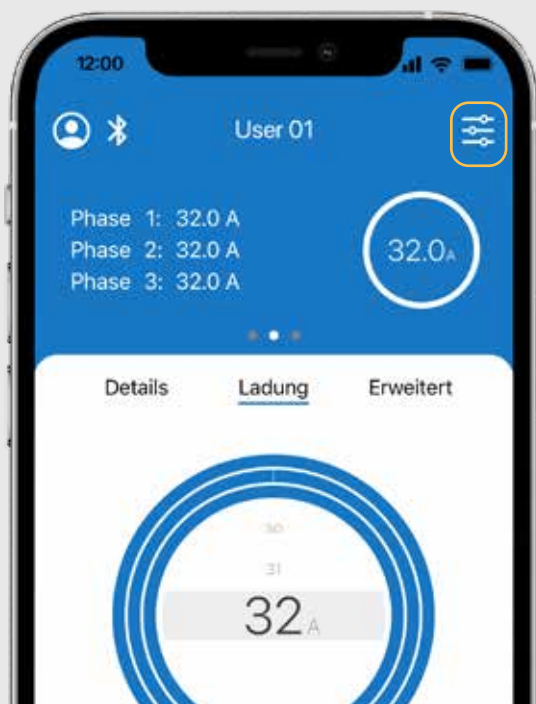 12:00
User 01
Phase 1: 32.0 A
Phase 2: 32.0 A
Phase 3: 32.0 A
32.0A
Details
Ladung
Erweitert
30
31
32 A